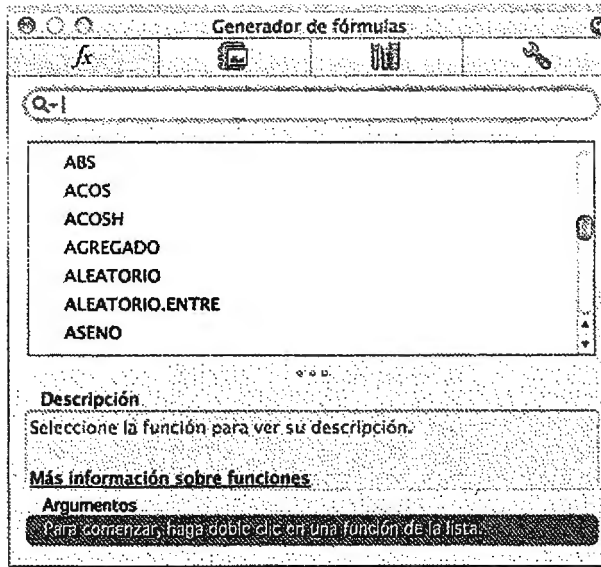 Generador de fórmulas
fx
ABS
ACOS
ACOSH
AGREGADO
ALEATORIO
ALEATORIO.ENTRE
ASENO
Descripción
Seleccione la función para ver su descripción.
Más información sobre funciones
Argumentos
Para comenzar, haga doble clic en una función de la lista.